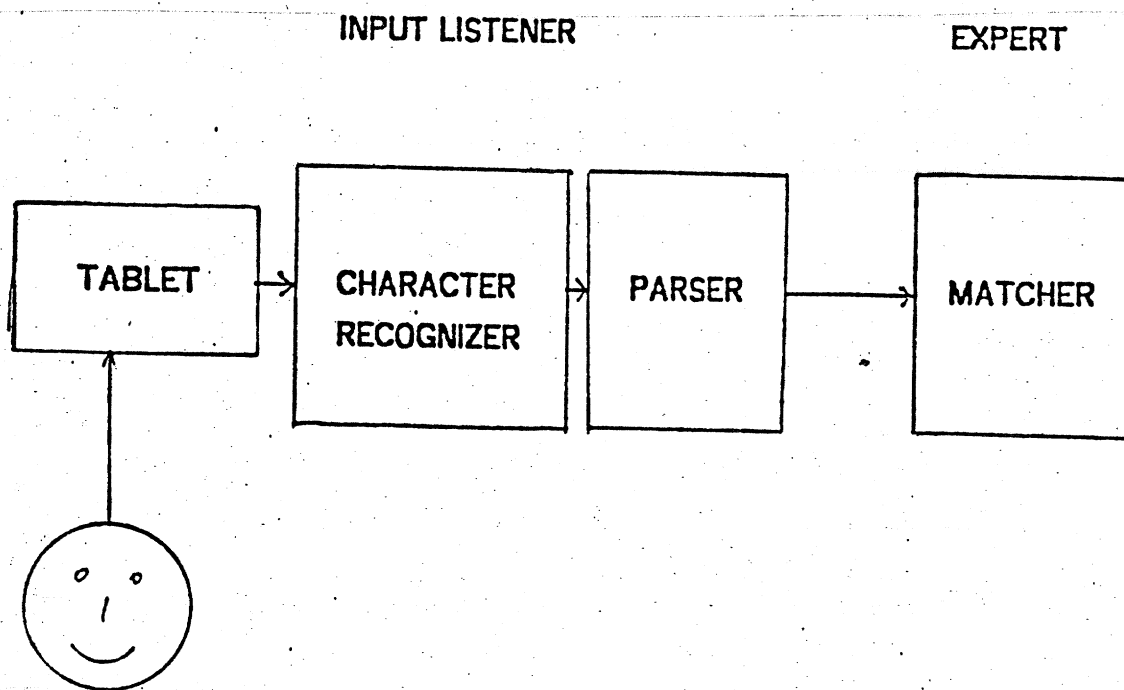 INPUT LISTENER
EXPERT
TABLET
CHARACTER
RECOGNIZER
PARSER
MATCHER